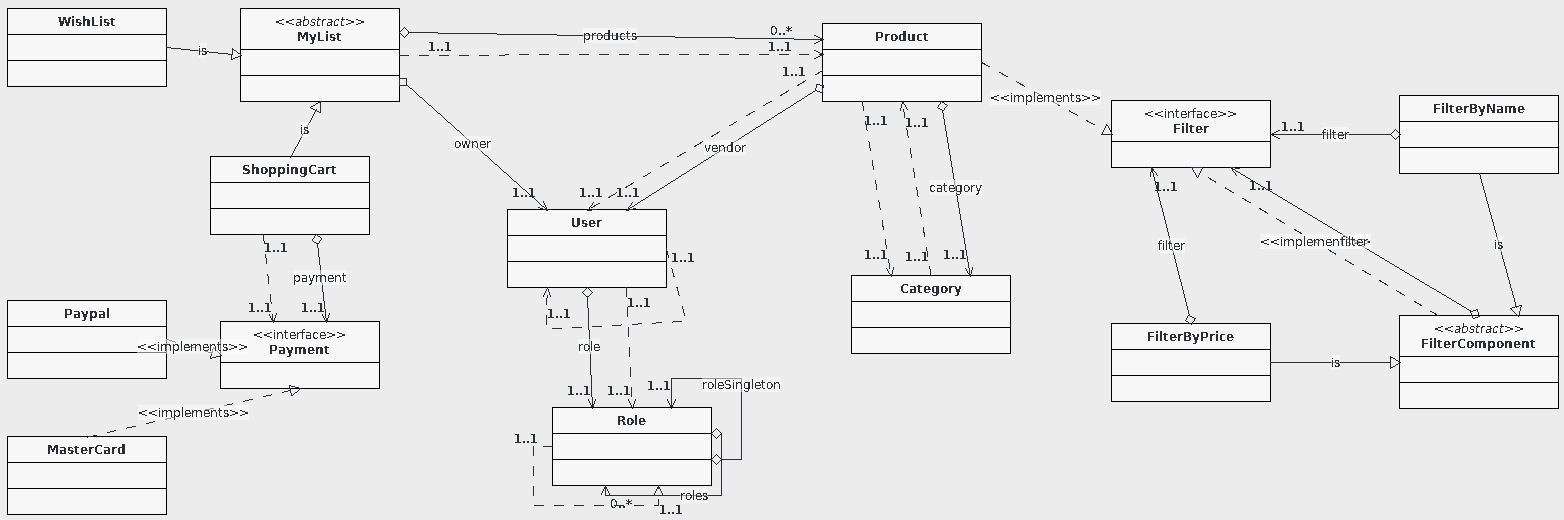 WishList
<<abstract>>
MyList
is
products
0..*
1..1
1..1
1..1
Product
<<implements>>
<<interface>>
Filter
1..1
filter
FilterByName
is
ShoppingCart
owner
vendor
1..1
1..1
1..1
User
1..1
1..1
category
1..1
1..1
1..1
Category
1..1
1..1
filter
<<implemenfilter
is
1..1
payment
1..1
1..1
Paypal
<<implements>>
<<interface>>
Payment
1..1
1..1
1..1
role
1..1
1..1
1..1
roleSingleton
Role
FilterByPrice
is
<<abstract>>
FilterComponent
<<implements>>
MasterCard
1..1
roles
0..*
1..1